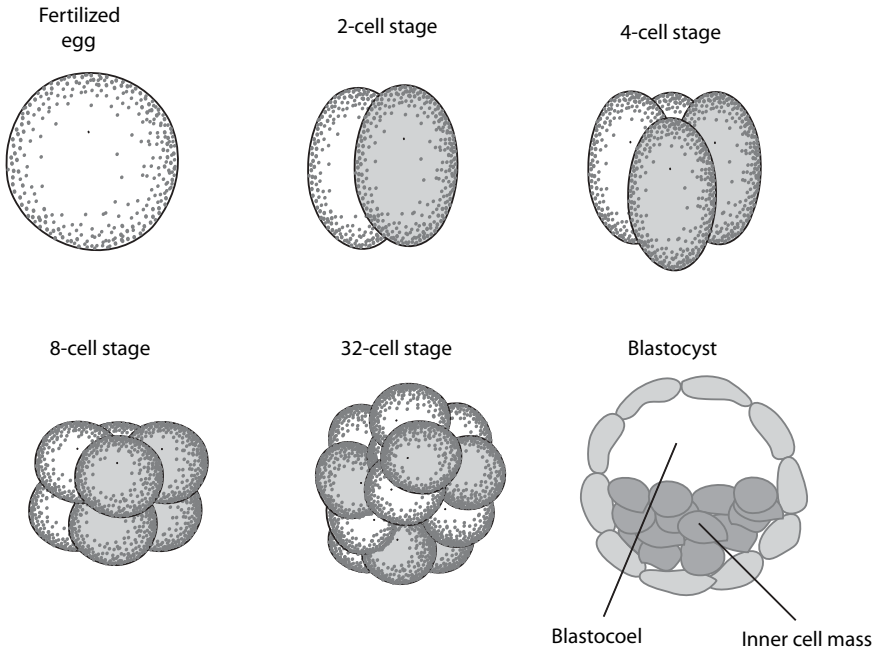 Fertilized
egg
2-cell stage
4-cell stage
8-cell stage
32-cell stage
Blastocyst
Blastocoel
Inner cell mass